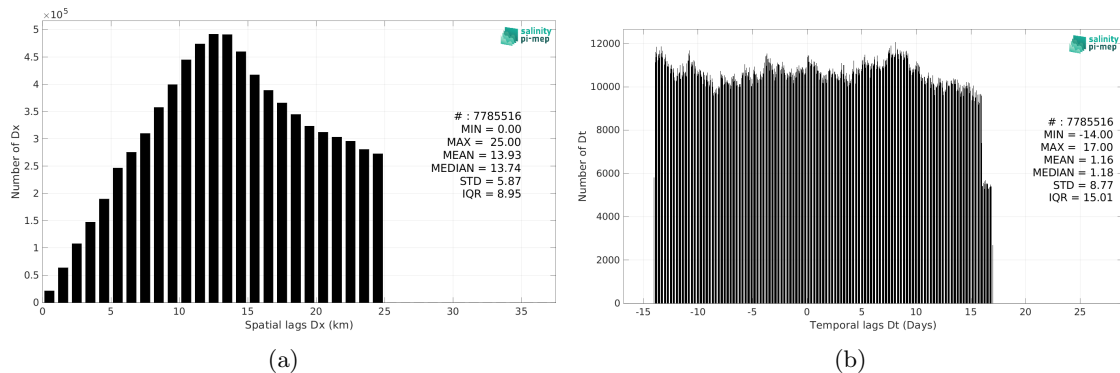 ×10⁵
5
4.5
4
3.5
3
2.5
2
1.5
1
0.5
0
Number of Dx
0 5 10 15 20 25 30 35
Spatial lags Dx (km)
salinity
pi-mep
# : 7785516
MIN = 0.00
MAX = 25.00
MEAN = 13.93
MEDIAN = 13.74
STD = 5.87
IQR = 8.95
(a)
12000
10000
8000
6000
4000
2000
0
Number of Dt
-15 -10 -5 0 5 10 15 20 25
Temporal lags Dt (Days)
salinity
pi-mep
# : 7785516
MIN = -14.00
MAX = 17.00
MEAN = 1.16
MEDIAN = 1.18
STD = 8.77
IQR = 15.01
(b)